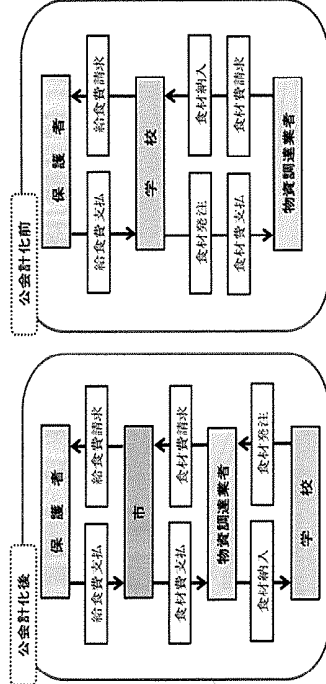 公会計化前
保護者
給食費支払
給食費請求
学校
食材発注
食材納入
食材費支払
食材費請求
物資調達業者
公会計化後
保護者
給食費支払
給食費請求
市
食材費支払
食材費請求
物資調達業者
食材納入
食材発注
学校